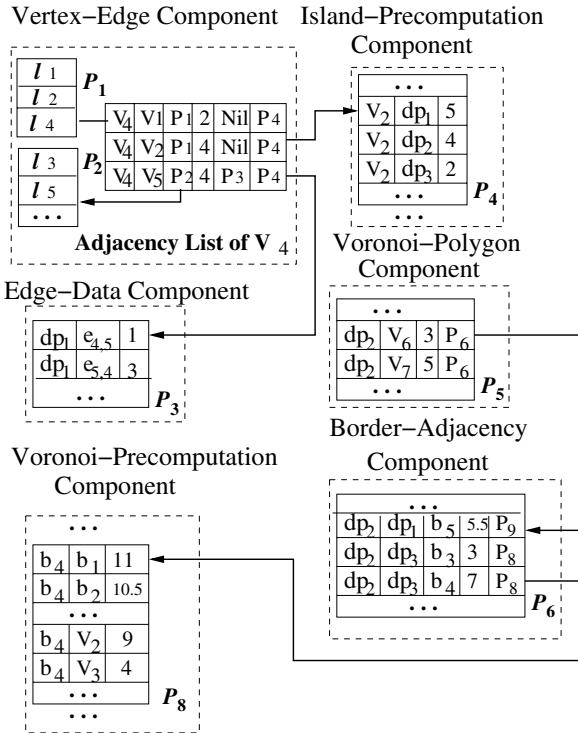 Vertex−Edge Component
l 1
l 2
l 4
P1
l 3
l 5
...
P2
V4 V1 P1 2 Nil P4
V4 V2 P1 4 Nil P4
V4 V5 P2 4 P3 P4
Adjacency List of V 4
Island−Precomputation
Component
...
V2 dp1 5
V2 dp2 4
V2 dp3 2
...
...
P4
Edge−Data Component
dp1 e4,5 1
dp1 e5,4 3
...
P3
Voronoi−Polygon
Component
...
dp2 V6 3 P6
dp2 V7 5 P6
...
P5
Voronoi−Precomputation
Component
...
b4 b1 11
b4 b2 10.5
...
b4 V2 9
b4 V3 4
...
...
P8
Border−Adjacency
Component
...
dp2 dp1 b5 5.5 P9
dp2 dp3 b3 3 P8
dp2 dp3 b4 7 P8
...
P6